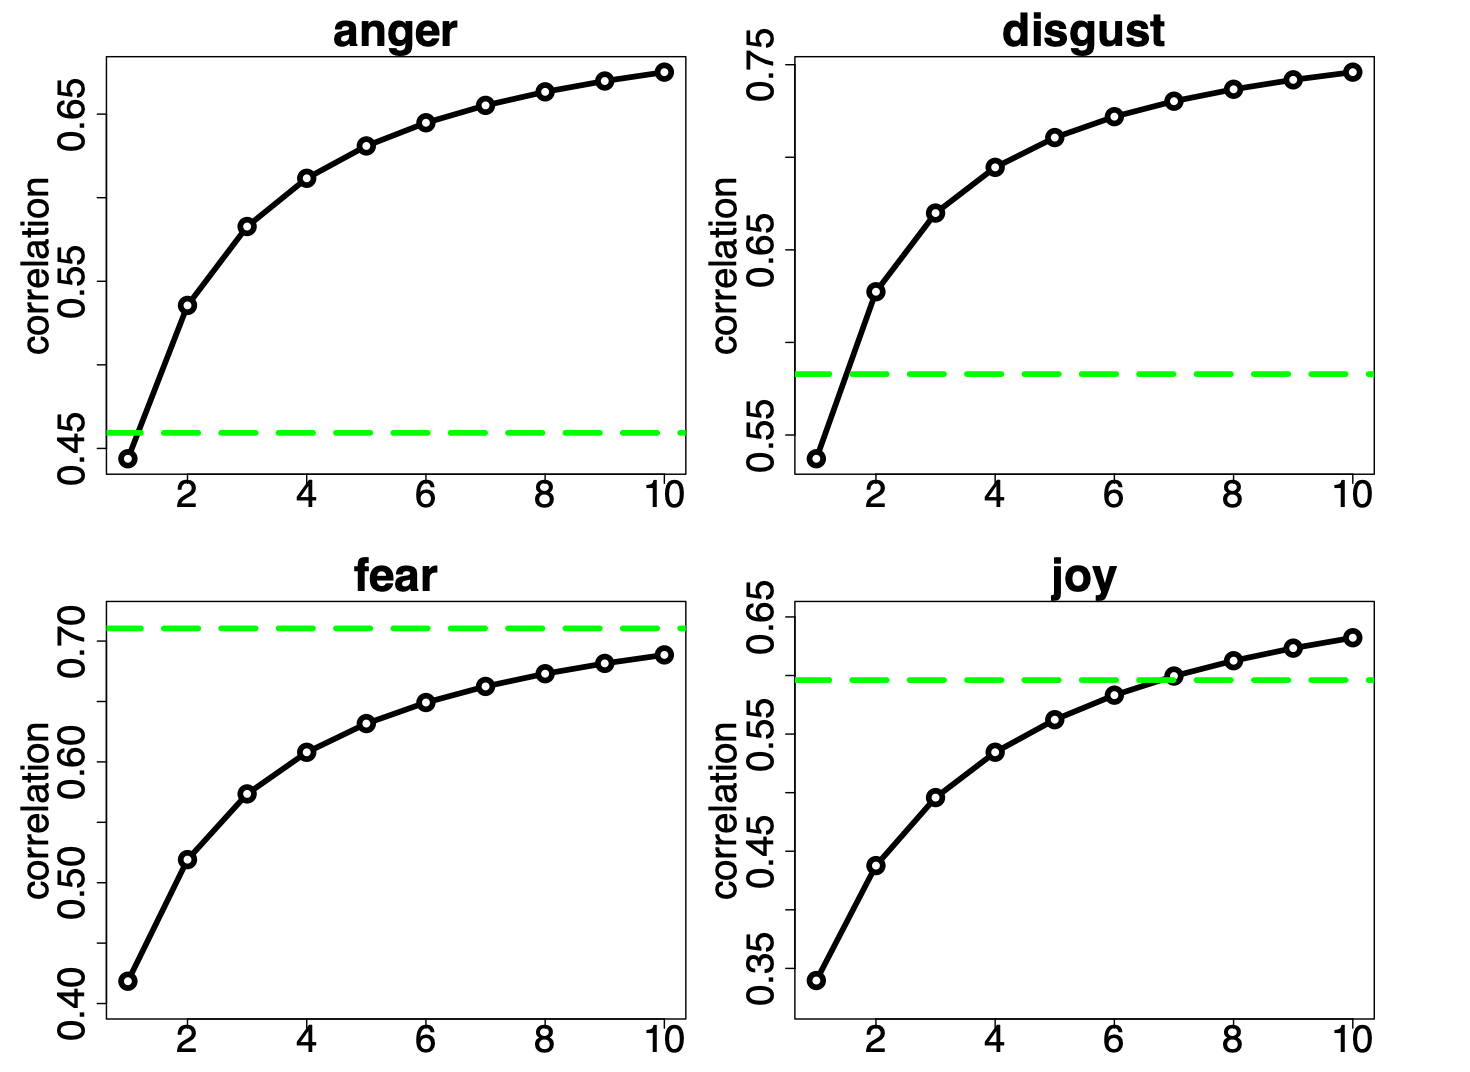 anger
correlation
0.45 0.55 0.65
2 4 6 8 10
disgust
correlation
0.55 0.65 0.75
2 4 6 8 10
fear
correlation
0.40 0.50 0.60 0.70
2 4 6 8 10
joy
correlation
0.35 0.45 0.55 0.65
2 4 6 8 10